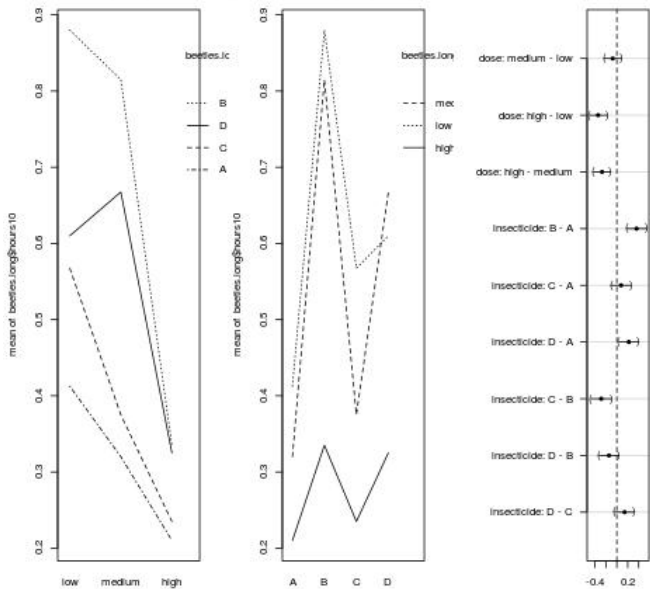 mean of beetles.long$hours10
0.9
0.8
0.7
0.6
0.5
0.4
0.3
0.2
low medium high
beetles.lo
B
D
C
A
mean of beetles.long$hours10
0.9
0.8
0.7
0.6
0.5
0.4
0.3
0.2
A B C D
beetles.long
med
low
high
dose: medium - low
dose: high - low
dose: high - medium
insecticide: B - A
insecticide: C - A
insecticide: D - A
insecticide: C - B
insecticide: D - B
insecticide: D - C
-0.4 0.2